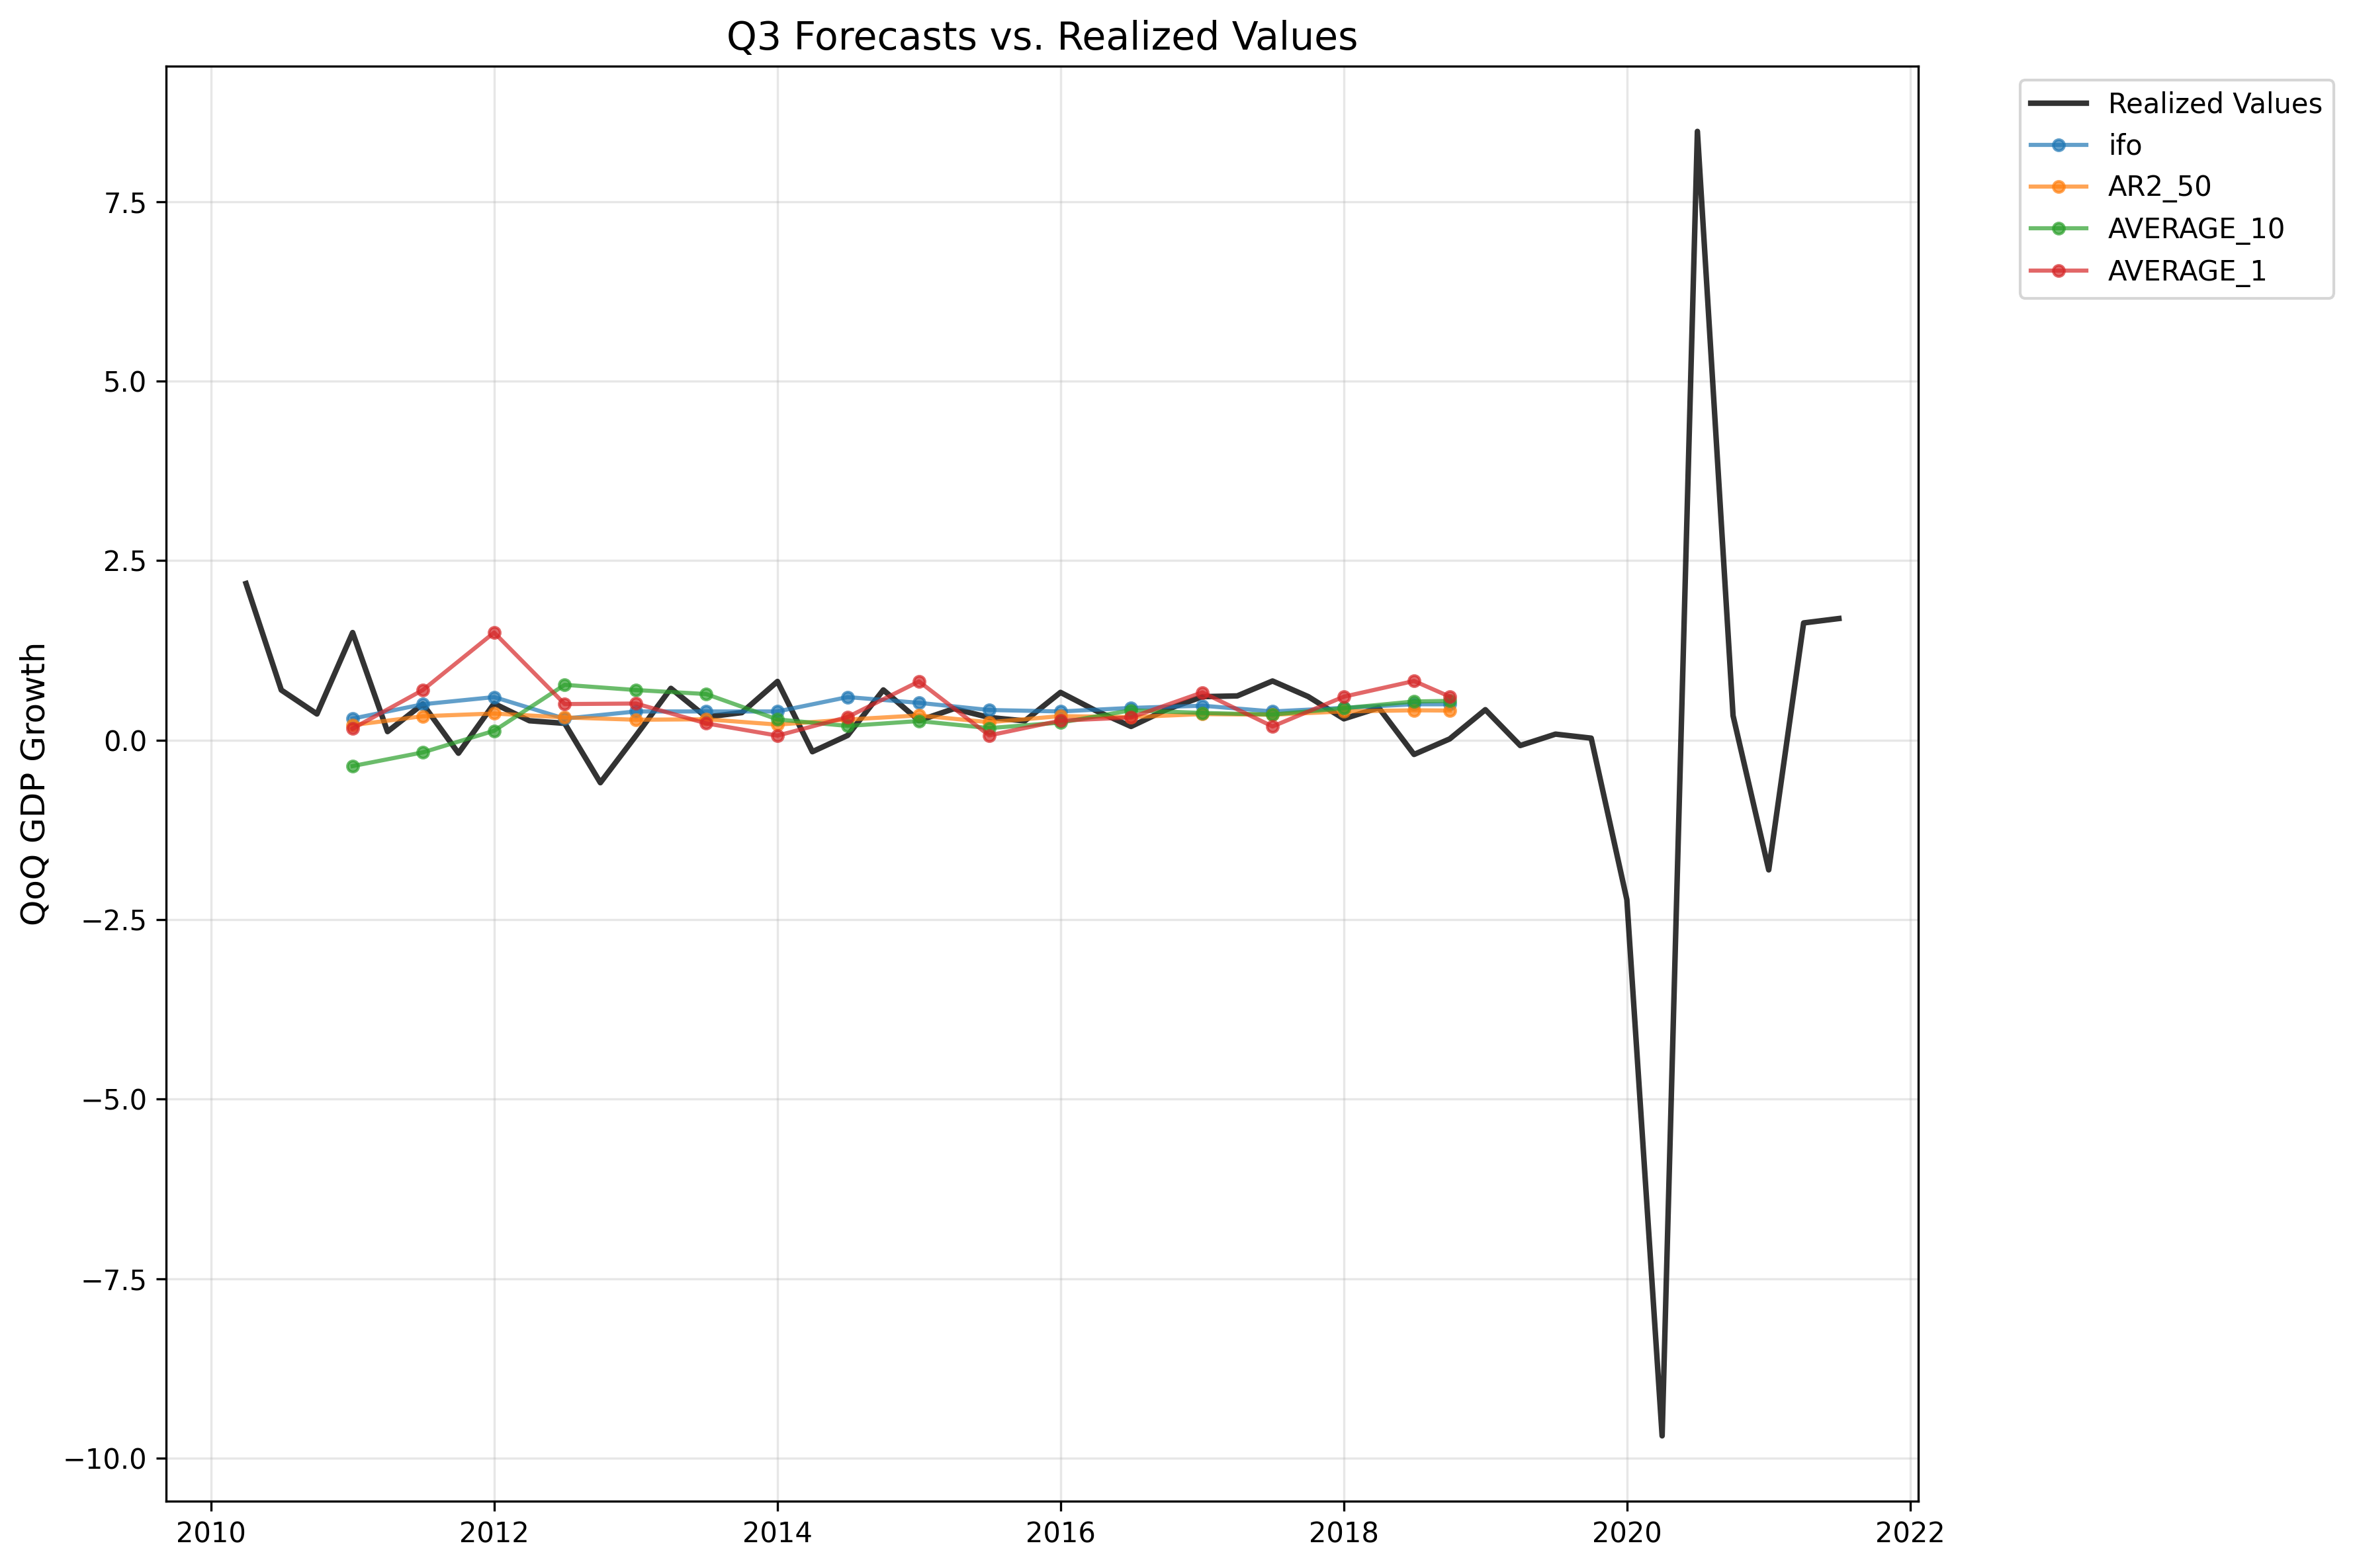 Q3 Forecasts vs. Realized Values
Realized Values
ifo
AR2_50
AVERAGE_10
AVERAGE_1
QoQ GDP Growth
7.5
5.0
2.5
0.0
−2.5
−5.0
−7.5
−10.0
2010 2012 2014 2016 2018 2020 2022